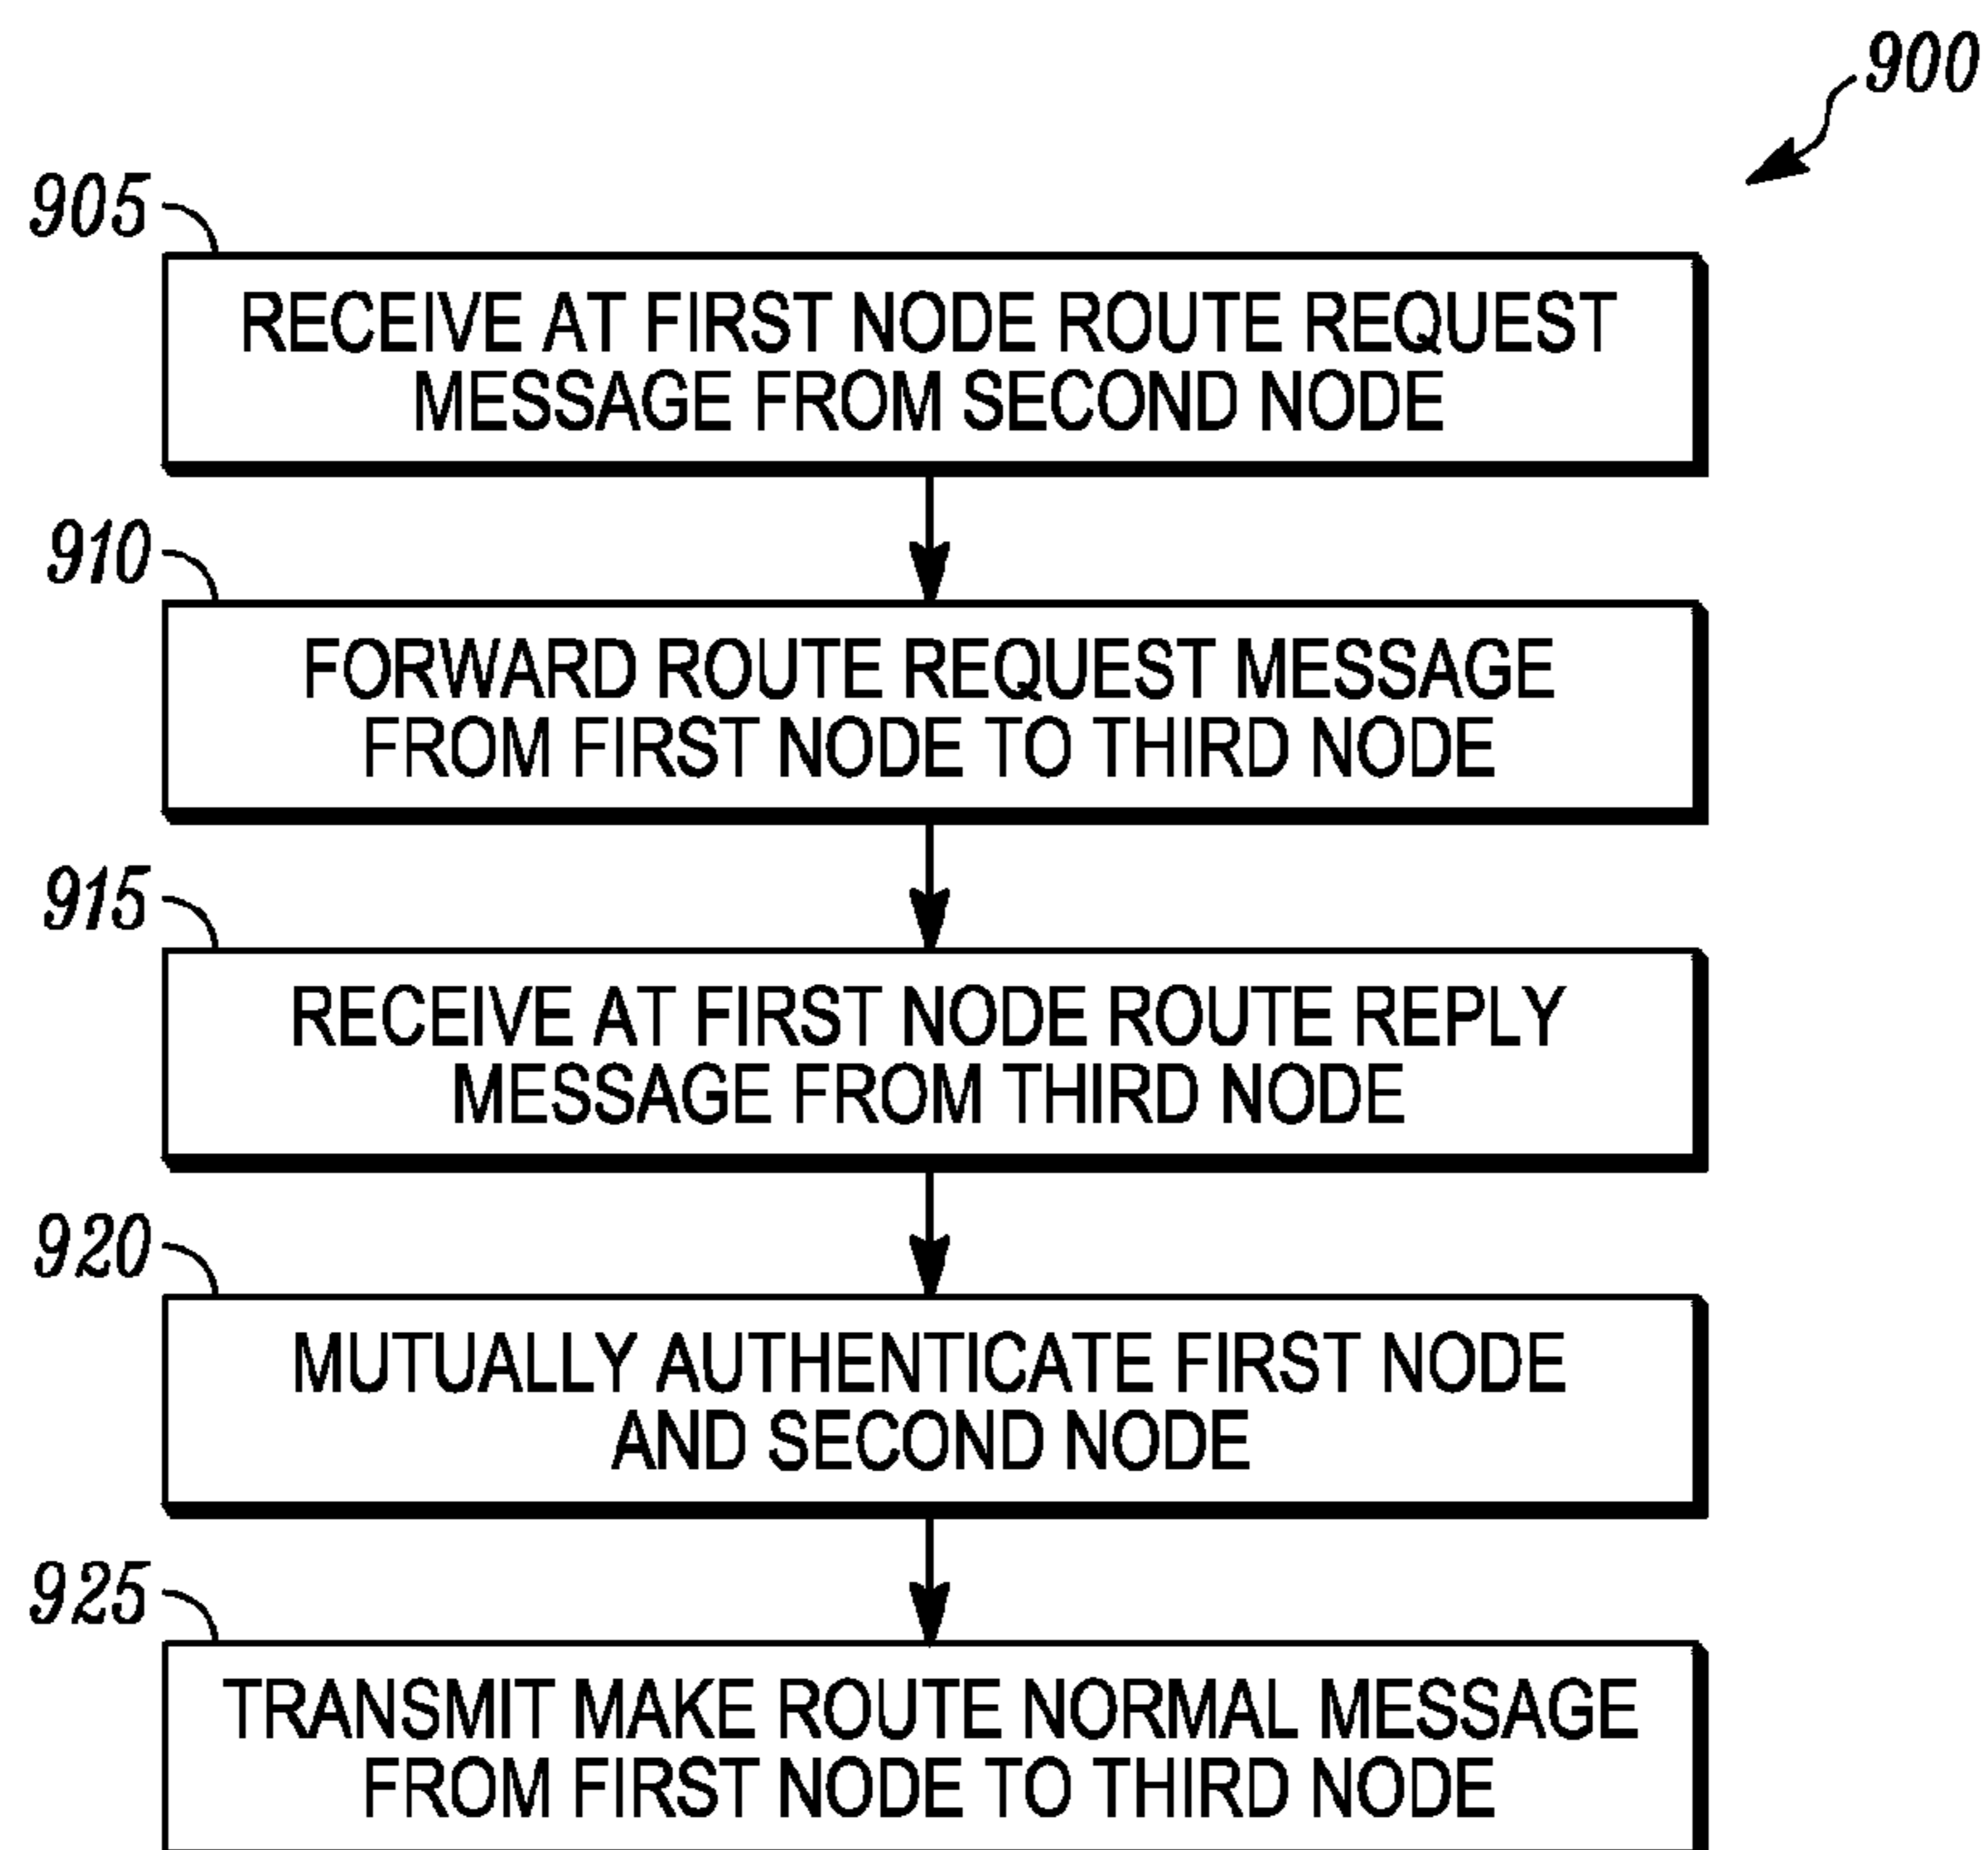 900
905
RECEIVE AT FIRST NODE ROUTE REQUEST
MESSAGE FROM SECOND NODE
910
FORWARD ROUTE REQUEST MESSAGE
FROM FIRST NODE TO THIRD NODE
915
RECEIVE AT FIRST NODE ROUTE REPLY
MESSAGE FROM THIRD NODE
920
MUTUALLY AUTHENTICATE FIRST NODE
AND SECOND NODE
925
TRANSMIT MAKE ROUTE NORMAL MESSAGE
FROM FIRST NODE TO THIRD NODE